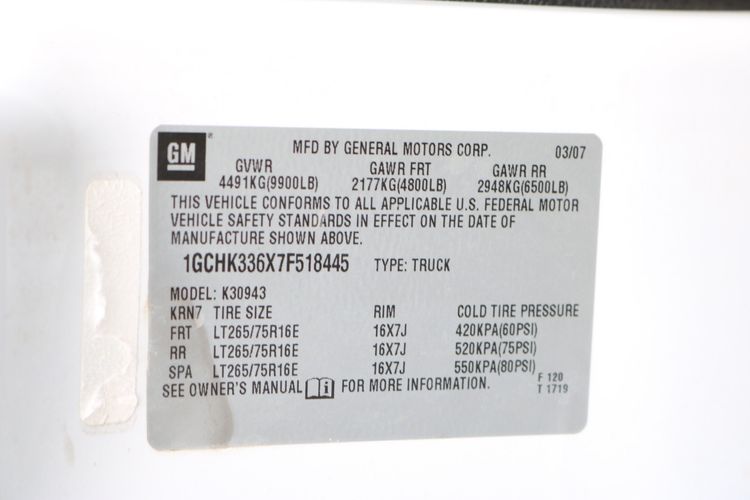 GM ®
MFD BY GENERAL MOTORS CORP. 03/07
GVWR GAWR FRT GAWR RR
4491KG(9900LB) 2177KG(4800LB) 2948KG(6500LB)
THIS VEHICLE CONFORMS TO ALL APPLICABLE U.S. FEDERAL MOTOR
VEHICLE SAFETY STANDARDS IN EFFECT ON THE DATE OF
MANUFACTURE SHOWN ABOVE.
1GCHK336X7F518445 TYPE: TRUCK
MODEL: K30943
KRN7 TIRE SIZE RIM COLD TIRE PRESSURE
FRT LT265/75R16E 16X7J 420KPA(60PSI)
RR LT265/75R16E 16X7J 520KPA(75PSI)
SPA LT265/75R16E 16X7J 550KPA(80PSI)
SEE OWNER'S MANUAL FOR MORE INFORMATION.
F 120
T 1719